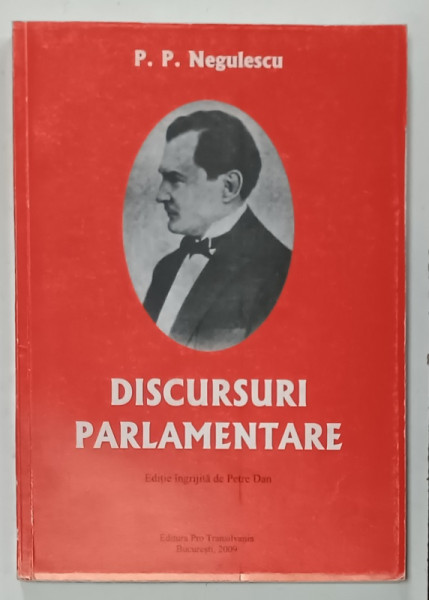 P. P. Negulescu
DISCURSURI
PARLAMENTARE
Ediție îngrijită de Petre Dan
Editura Pro Transilvania
București, 2009